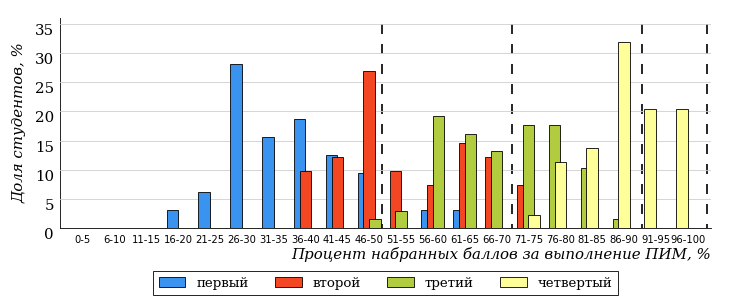 35
30
25
20
15
10
5
0
Доля студентов, %
0-5 6-10 11-15 16-20 21-25 26-30 31-35 36-40 41-45 46-50 51-55 56-60 61-65 66-70 71-75 76-80 81-85 86-90 91-95 96-100
Процент набранных баллов за выполнение ПИМ, %
первый второй третий четвертый